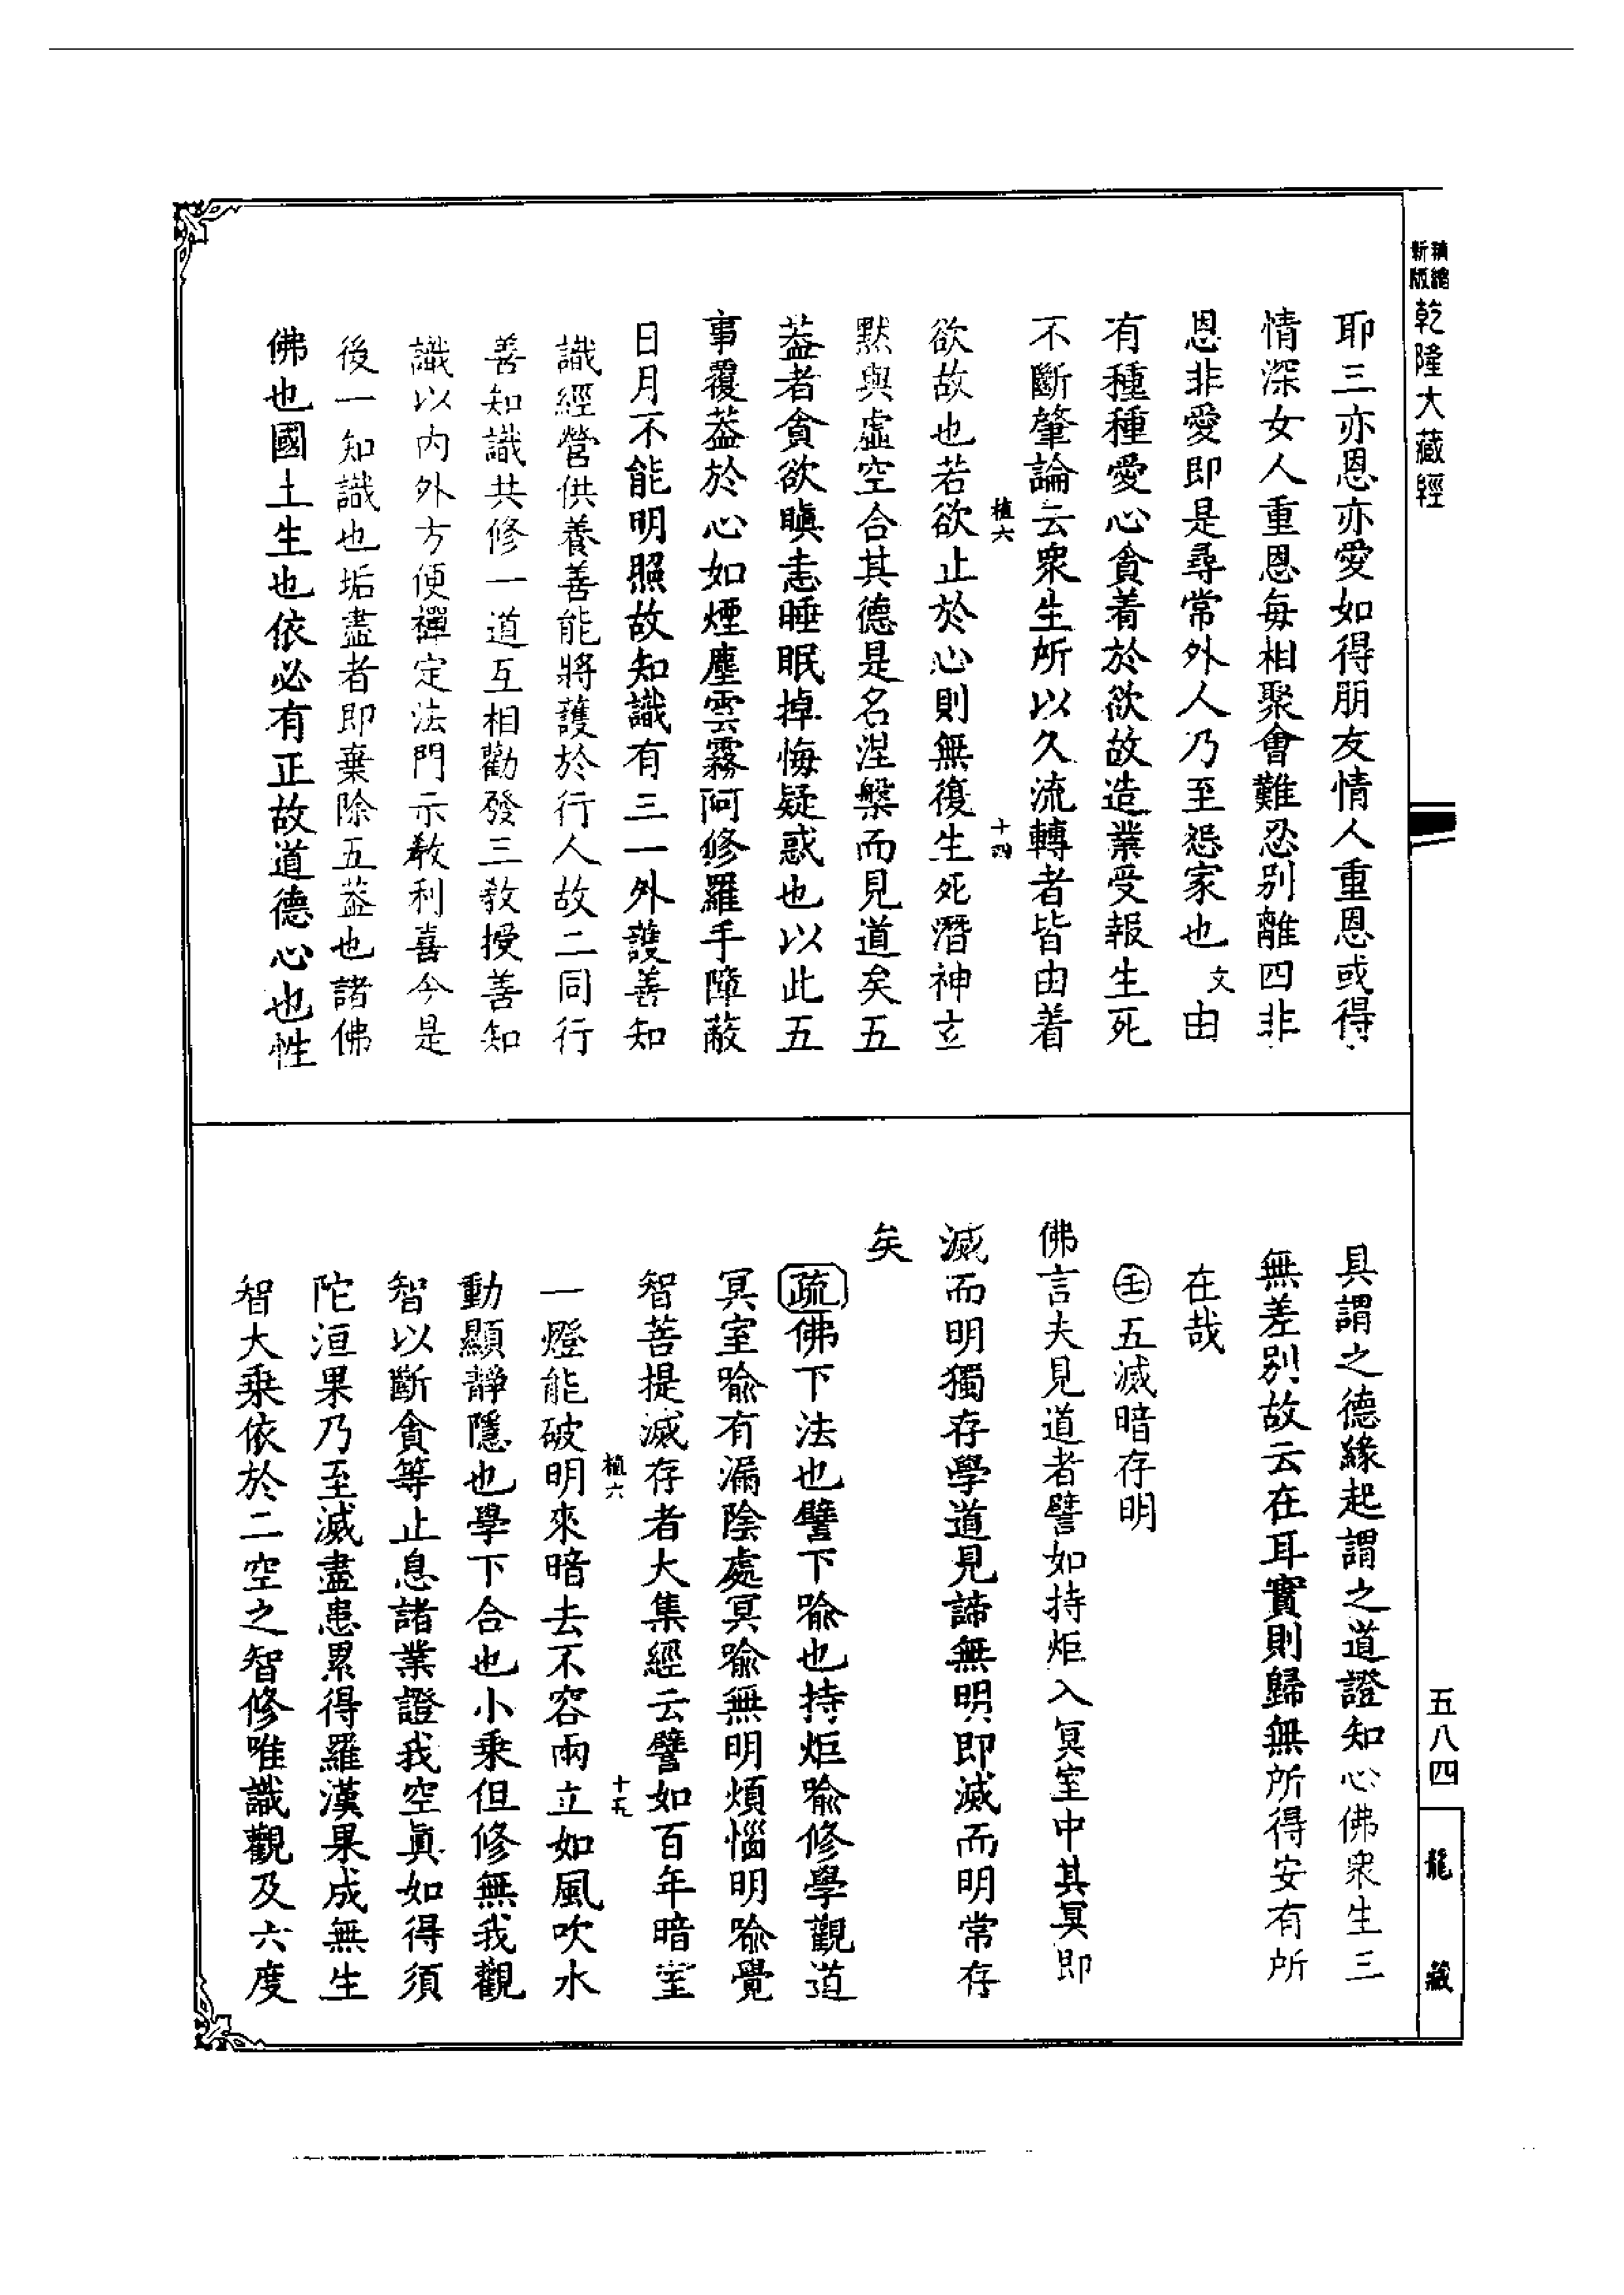 新版精縮
乾隆大藏經
耶三亦恩亦愛如得朋友情人重恩或得
情深女人重恩每相聚會難忍別離四非
恩非愛即是尋常外人乃至怨家也文由
有種種愛心貪着於欲故造業受報生死
不斷肇論云眾生所以久流轉者皆由着
植六
十四
欲故也若欲止於心則無復生死潛神玄
默與虛空合其德是名涅槃而見道矣五
葢者貪欲瞋恚睡眠掉悔疑惑也以此五
事覆葢於心如煙塵雲霧阿修羅手障蔽
日月不能明照故知識有三一外護善知
識經營供養善能將護於行人故二同行
善知識共修一道互相勸發三教授善知
識以內外方便禪定法門示教利喜今是
後一知識也垢盡者即棄除五葢也諸佛
佛也國土生也依必有正故道德心也性
具謂之德緣起謂之道證知心佛衆生三
無差別故云在耳實則歸無所得安有所
在哉
㊂五滅暗存明
佛言夫見道者譬如持炬入冥室中其冥即
滅而明獨存學道見諦無明即滅而明常存
矣
疏佛下法也譬下喻也持炬喻修學觀道
冥室喻有漏陰處冥喻無明煩惱明喻覺
智菩提滅存者大集經云譬如百年暗室
植六
十五
一燈能破明來暗去不容兩立如風吹水
動顯靜隱也學下合也小乘但修無我觀
智以斷貪等止息諸業證我空真如得須
陀洹果乃至滅盡患累得羅漢果成無生
智大乘依於二空之智修唯識觀及六度
五八四
龍藏